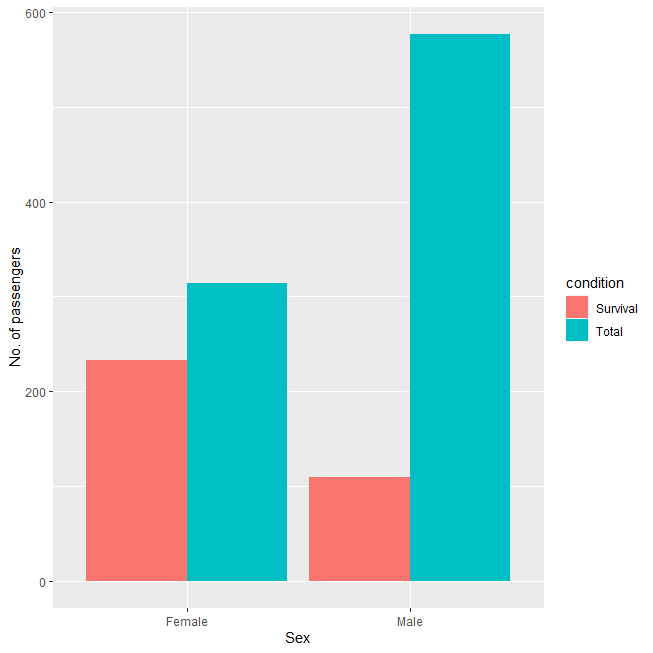 600
400
200
0
No. of passengers
Female Male
Sex
condition
Survival
Total